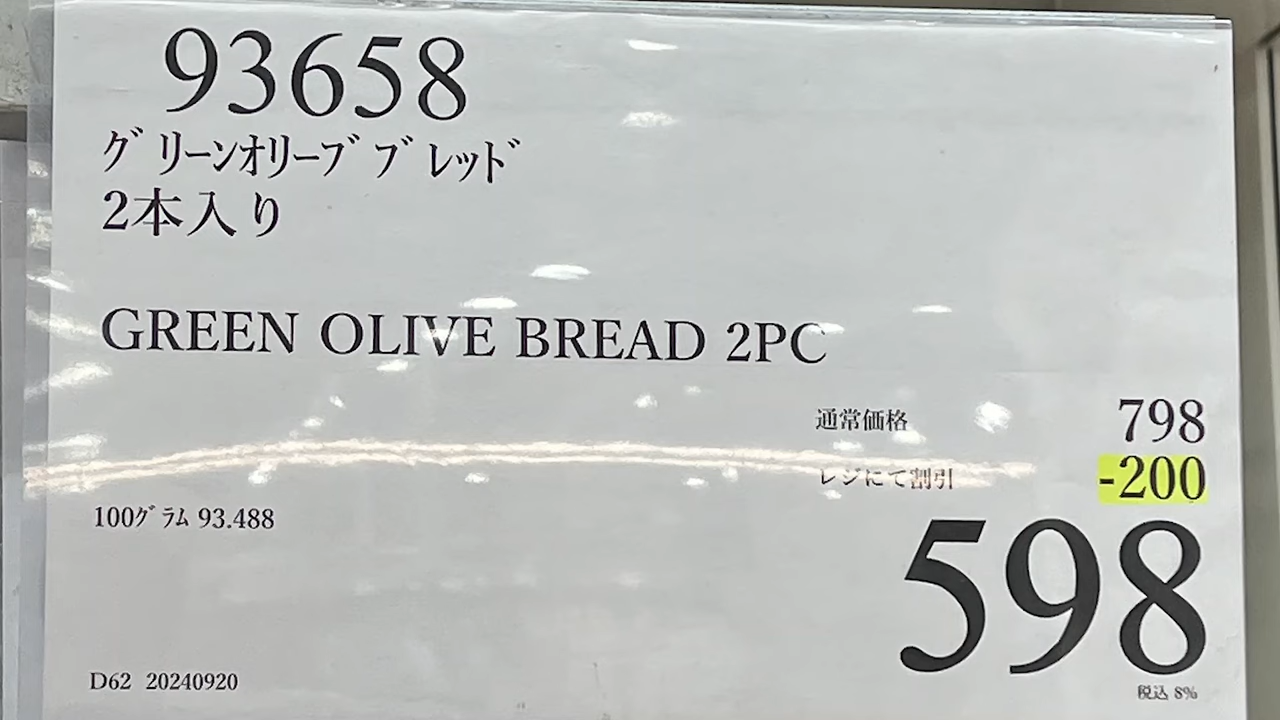 93658
グリーンオリーブブレッド
2本入り
GREEN OLIVE BREAD 2PC
通常価格 798
レジにて割引 -200
100グラム 93.488
598
税込 8%
D62 20240920